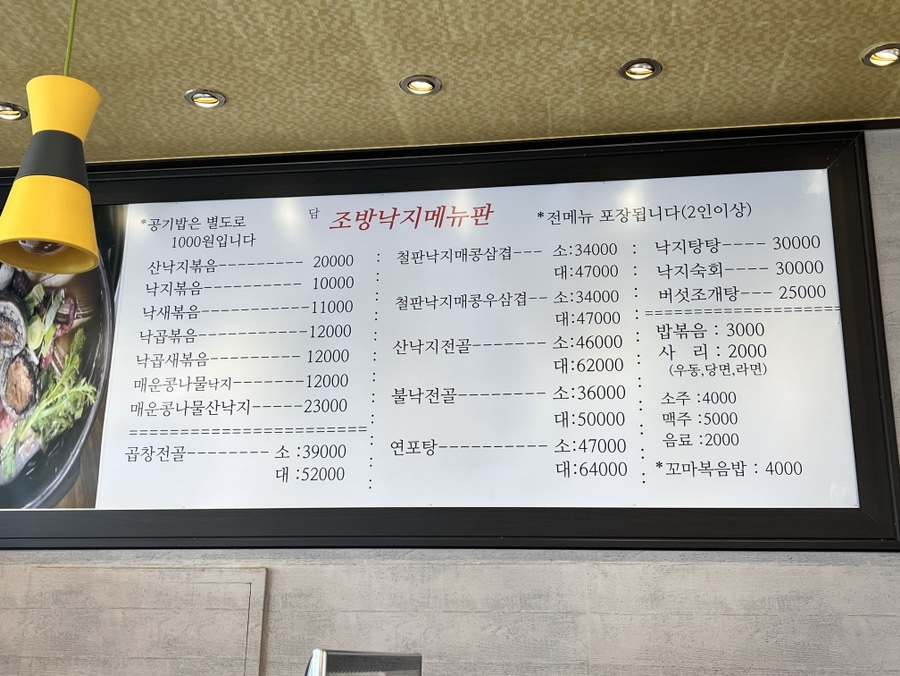 *공기밥은 별도로
1000원입니다
담 조방낙지메뉴판
*전메뉴 포장됩니다(2인이상)
산낙지볶음--------- 20000
낙지볶음----------- 10000
낙새볶음-----------11000
낙곱볶음-----------12000
낙곱새볶음--------- 12000
매운콩나물낙지-------12000
매운콩나물산낙지-----23000
곱창전골-------- 소 :39000
대 :52000
철판낙지매콩삼겹--- 소:34000
대:47000
철판낙지매콩우삼겹-- 소:34000
대:47000
산낙지전골-------- 소:46000
대:62000
불낙전골--------- 소:36000
대:50000
연포탕---------- 소:47000
대:64000
낙지탕탕---- 30000
낙지숙회---- 30000
버섯조개탕--- 25000
밥볶음 : 3000
사 리 : 2000
(우동,당면,라면)
소주 :4000
맥주 :5000
음료 :2000
*꼬마볶음밥 : 4000